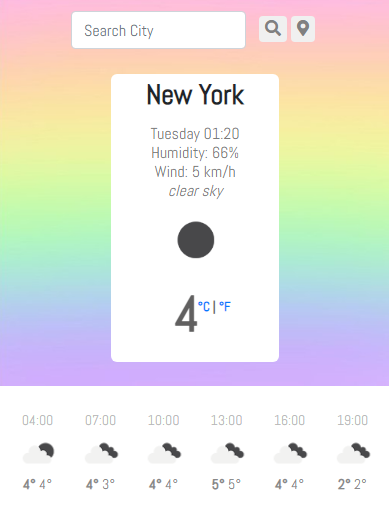 Search City
New York
Tuesday 01:20
Humidity: 66%
Wind: 5 km/h
clear sky
4 °C | °F
04:00 07:00 10:00 13:00 16:00 19:00
4° 4° 4° 3° 4° 4° 5° 5° 4° 4° 2° 2°